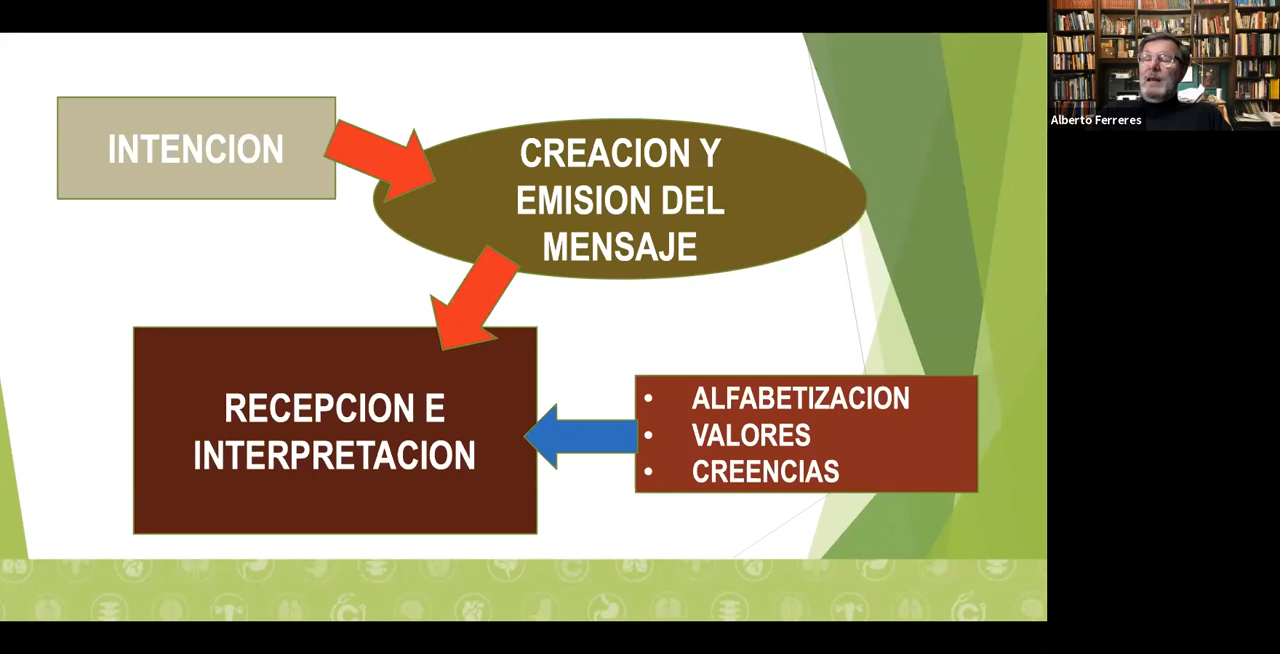 INTENCION
CREACION Y
EMISION DEL
MENSAJE
RECEPCION E
INTERPRETACION
• ALFABETIZACION
• VALORES
• CREENCIAS
Alberto Ferreres